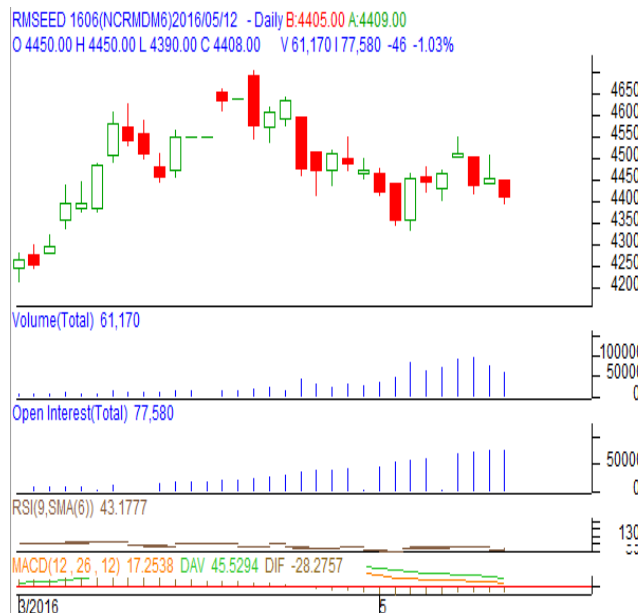 RMSEED 1606(NCRMDM6)2016/05/12 - Daily B:4405.00 A:4409.00
O 4450.00 H 4450.00 L 4390.00 C 4408.00 V 61,170 I 77,580 -46 -1.03%
4650
4600
4550
4500
4450
4400
4350
4300
4250
4200
Volume(Total) 61,170
100000
50000
0
Open Interest(Total) 77,580
50000
0
RSI(9,SMA(6)) 43.1777
130
MACD(12 , 26 , 12) 17.2538 DAV 45.5294 DIF -28.2757
3/2016 5